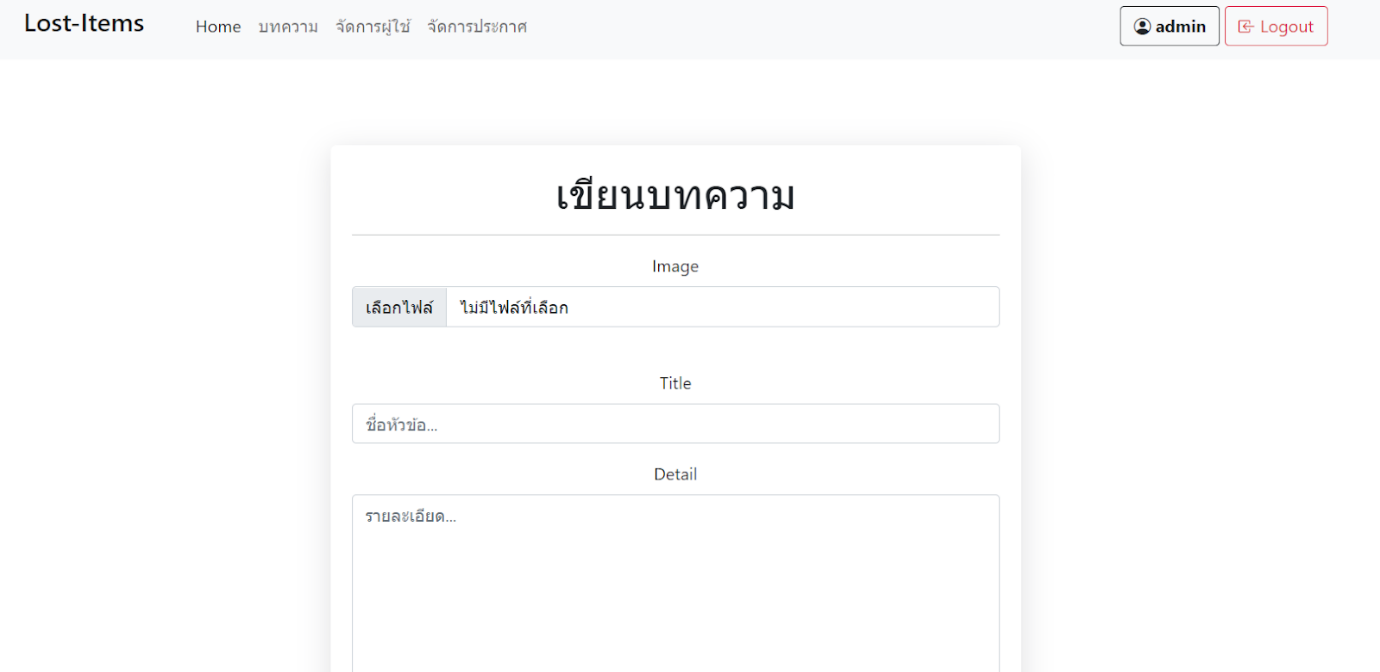 Lost-Items Home บทความ จัดการผู้ใช้ จัดการประกาศ admin Logout
เขียนบทความ
Image
เลือกไฟล์ ไม่มีไฟล์ที่เลือก
Title
ชื่อหัวข้อ...
Detail
รายละเอียด...